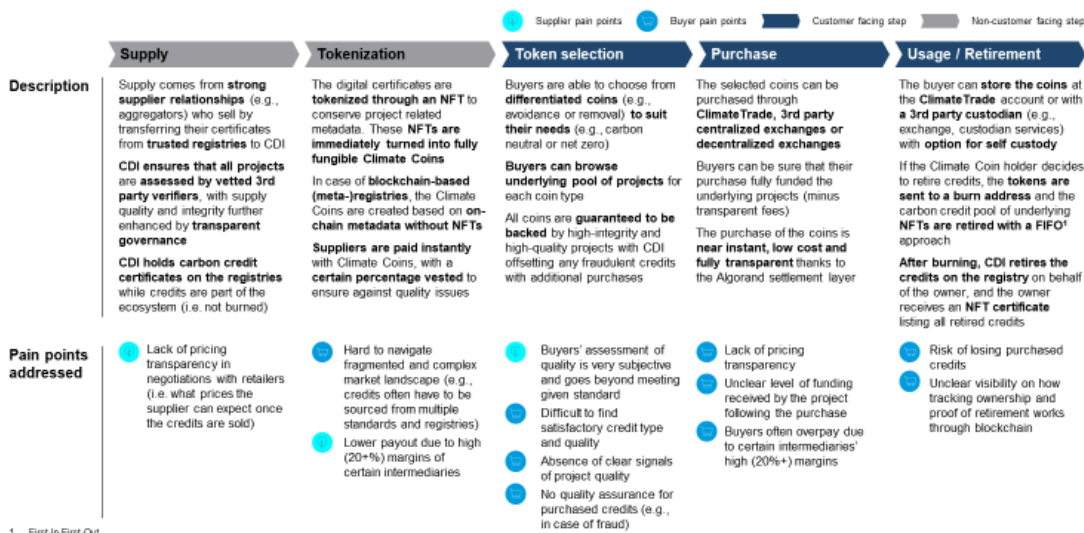 Supplier pain points
Buyer pain points
Customer facing step
Non-customer facing step
Supply
Tokenization
Token selection
Purchase
Usage / Retirement
Description
Supply comes from strong
supplier relationships (e.g.,
aggregators) who sell by
transferring their certificates
from trusted registries to CDI
CDI ensures that all projects
are assessed by vetted 3rd
party verifiers, with supply
quality and integrity further
enhanced by transparent
governance
CDI holds carbon credit
certificates on the registries
while credits are part of the
ecosystem (i.e. not burned)
The digital certificates are
tokenized through an NFT to
conserve project related
metadata. These NFTs are
immediately turned into fully
fungible Climate Coins
In case of blockchain-based
(meta-)registries, the Climate
Coins are created based on on-
chain metadata without NFTs
Suppliers are paid instantly
with Climate Coins, with a
certain percentage vested to
ensure against quality issues
Buyers are able to choose from
differentiated coins (e.g.,
avoidance or removal) to suit
their needs (e.g., carbon
neutral or net zero)
Buyers can browse
underlying pool of projects for
each coin type
All coins are guaranteed to be
backed by high-integrity and
high-quality projects with CDI
offsetting any fraudulent credits
with additional purchases
The selected coins can be
purchased through
ClimateTrade, 3rd party
centralized exchanges or
decentralized exchanges
Buyers can be sure that their
purchase fully funded the
underlying projects (minus
transparent fees)
The purchase of the coins is
near instant, low cost and
fully transparent thanks to
the Algorand settlement layer
The buyer can store the coins at
the ClimateTrade account or with
a 3rd party custodian (e.g.,
exchange, custodian services)
with option for self custody
If the Climate Coin holder decides
to retire credits, the tokens are
sent to a burn address and the
carbon credit pool of underlying
NFTs are retired with a FIFO¹
approach
After burning, CDI retires the
credits on the registry on behalf
of the owner, and the owner
receives an NFT certificate
listing all retired credits
Pain points
addressed
Lack of pricing
transparency in
negotiations with retailers
(i.e. what prices the
supplier can expect once
the credits are sold)
Hard to navigate
fragmented and complex
market landscape (e.g.,
credits often have to be
sourced from multiple
standards and registries)
Lower payout due to high
(20+%) margins of
certain intermediaries
Buyers' assessment of
quality is very subjective
and goes beyond meeting
given standard
Difficult to find
satisfactory credit type
and quality
Absence of clear signals
of project quality
No quality assurance for
purchased credits (e.g.,
in case of fraud)
Lack of pricing
transparency
Unclear level of funding
received by the project
following the purchase
Buyers often overpay due
to certain intermediaries'
high (20%+) margins
Risk of losing purchased
credits
Unclear visibility on how
tracking ownership and
proof of retirement works
through blockchain
1. First-In First-Out